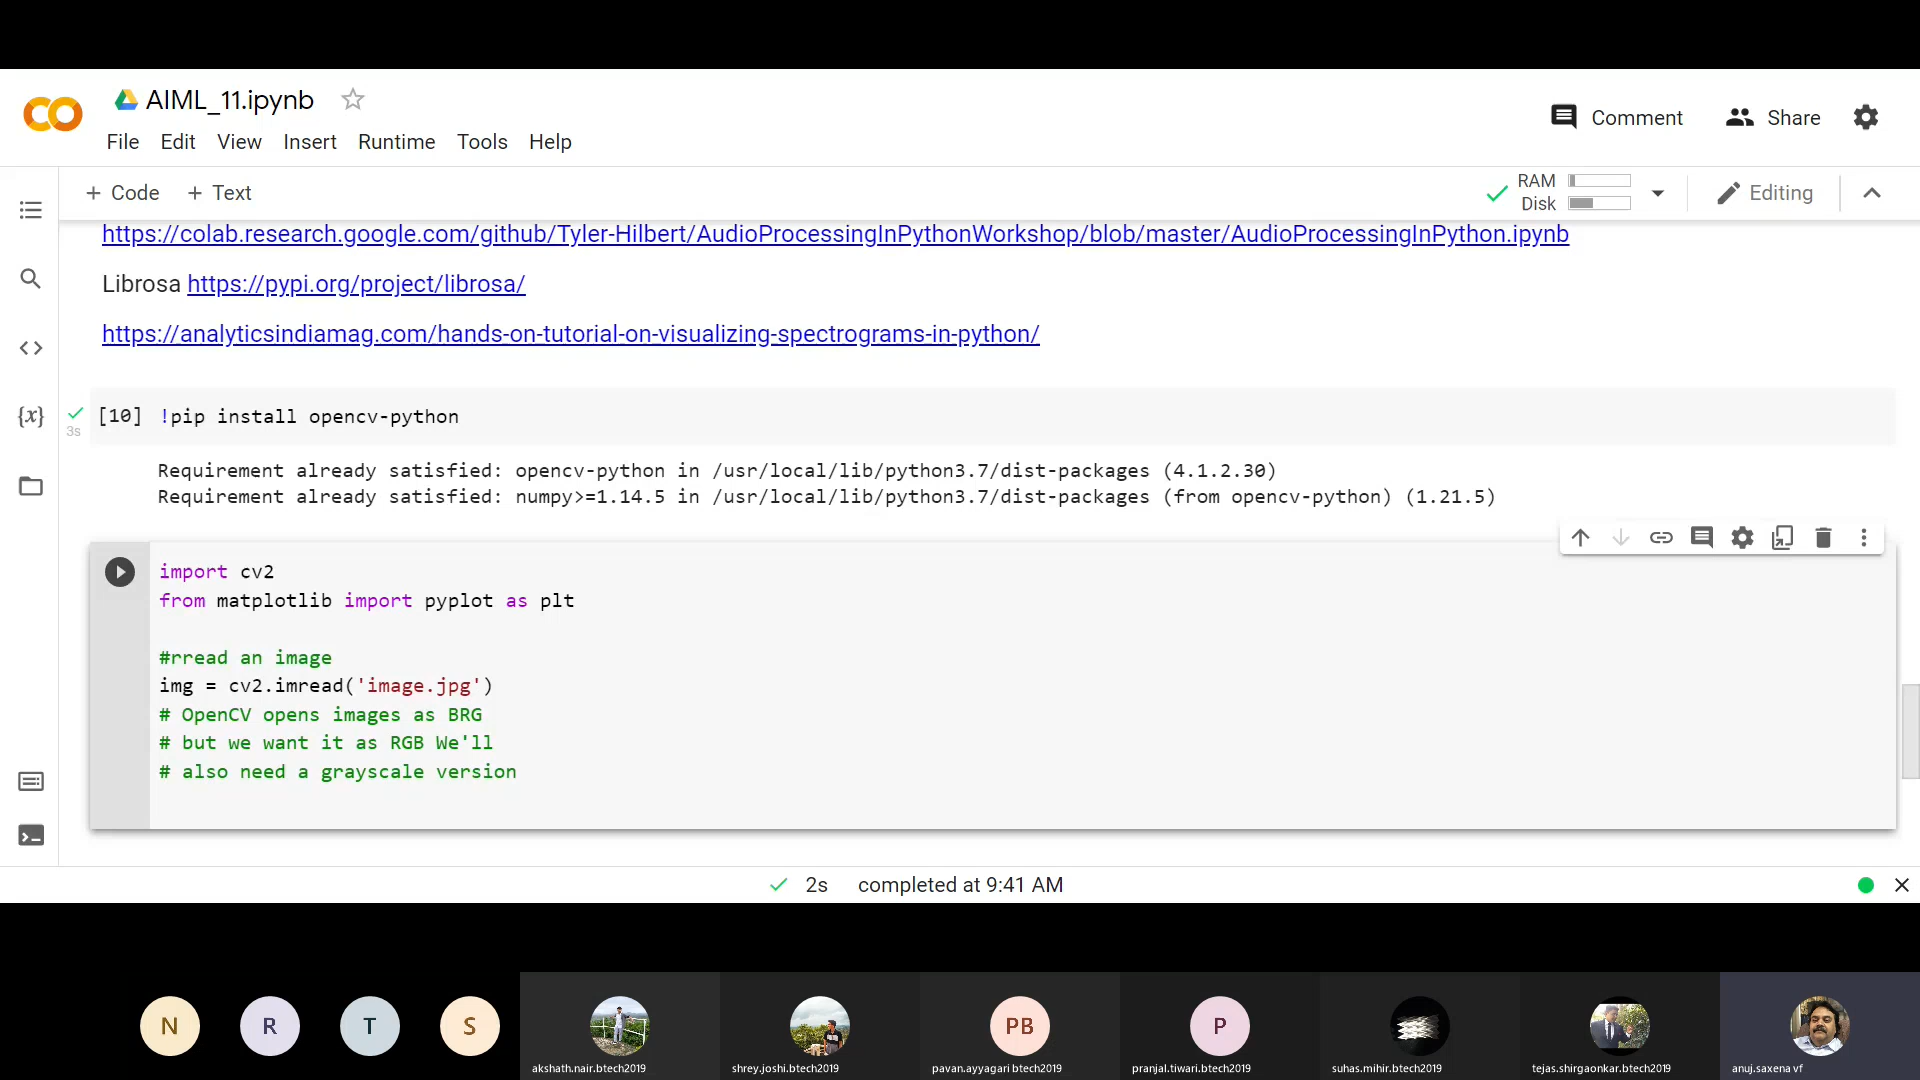 AIML_11.ipynb
Comment
Share
File Edit View Insert Runtime Tools Help
+ Code + Text
RAM
Disk
Editing
https://colab.research.google.com/github/Tyler-Hilbert/AudioProcessingInPythonWorkshop/blob/master/AudioProcessingInPython.ipynb
Librosa https://pypi.org/project/librosa/
https://analyticsindiamag.com/hands-on-tutorial-on-visualizing-spectrograms-in-python/
[10] !pip install opencv-python
3s
Requirement already satisfied: opencv-python in /usr/local/lib/python3.7/dist-packages (4.1.2.30)
Requirement already satisfied: numpy>=1.14.5 in /usr/local/lib/python3.7/dist-packages (from opencv-python) (1.21.5)
import cv2
from matplotlib import pyplot as plt
#rread an image
img = cv2.imread('image.jpg')
# OpenCV opens images as BRG
# but we want it as RGB We'll
# also need a grayscale version
2s completed at 9:41 AM
N R T S PB P
akshath.nair.btech2019 shrey.joshi.btech2019 pavan.ayyagari btech2019 pranjal.tiwari.btech2019 suhas.mihir.btech2019 tejas.shirgaonkar.btech2019 anuj.saxena vf